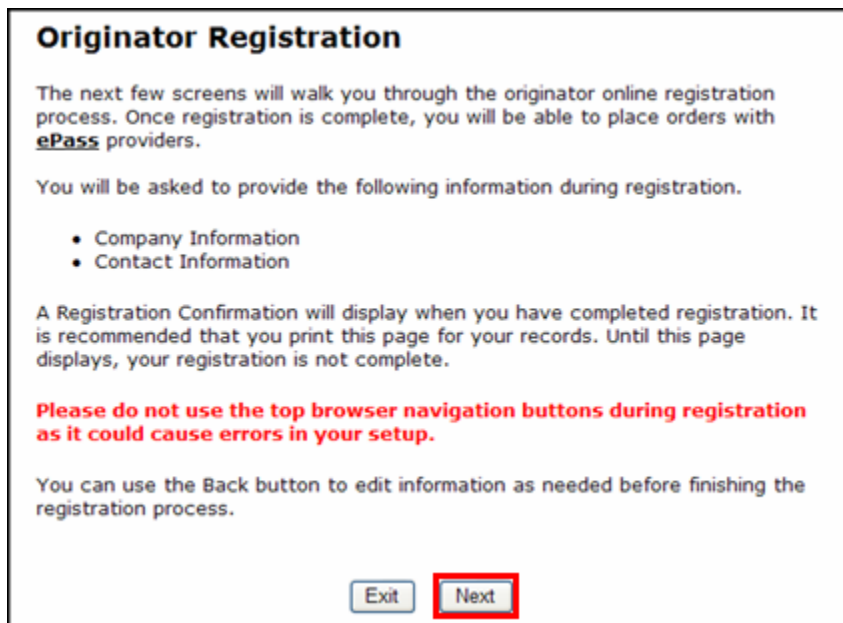 Originator Registration
The next few screens will walk you through the originator online registration
process. Once registration is complete, you will be able to place orders with
ePass providers.
You will be asked to provide the following information during registration.
• Company Information
• Contact Information
A Registration Confirmation will display when you have completed registration. It
is recommended that you print this page for your records. Until this page
displays, your registration is not complete.
Please do not use the top browser navigation buttons during registration
as it could cause errors in your setup.
You can use the Back button to edit information as needed before finishing the
registration process.
Exit Next